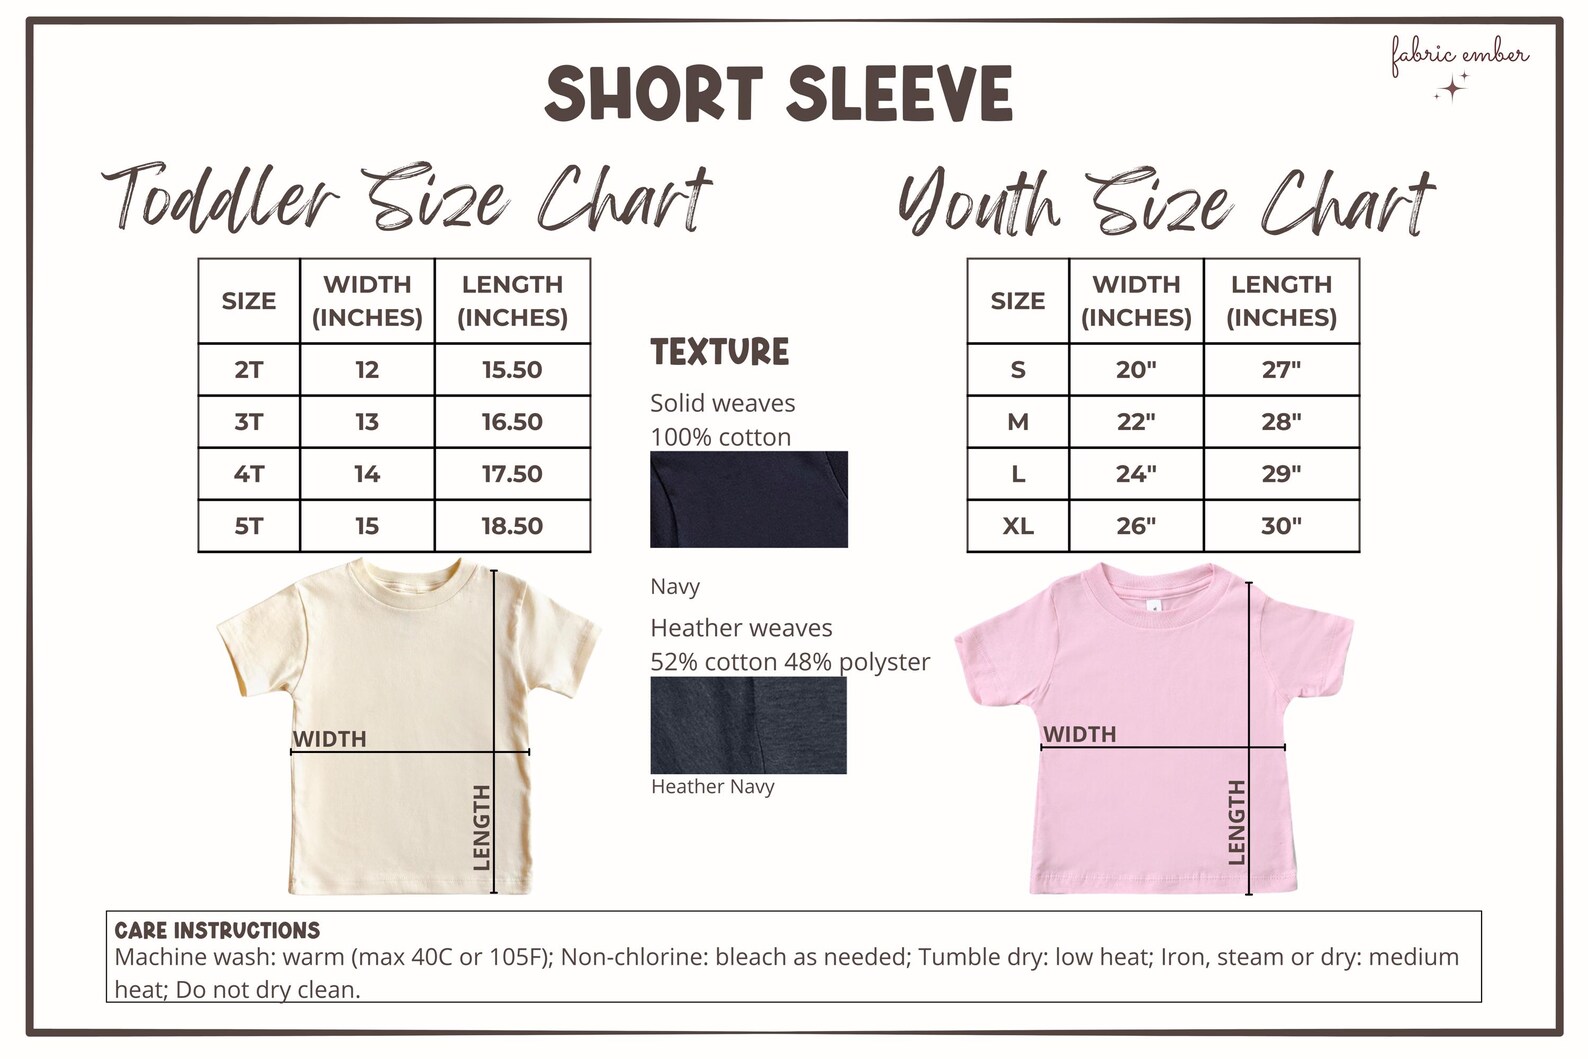 fabric ember
SHORT SLEEVE
Toddler Size Chart
SIZE WIDTH (INCHES) LENGTH (INCHES)
2T 12 15.50
3T 13 16.50
4T 14 17.50
5T 15 18.50
WIDTH
LENGTH
TEXTURE
Solid weaves
100% cotton
Navy
Heather weaves
52% cotton 48% polyster
Heather Navy
Youth Size Chart
SIZE WIDTH (INCHES) LENGTH (INCHES)
S 20" 27"
M 22" 28"
L 24" 29"
XL 26" 30"
WIDTH
LENGTH
CARE INSTRUCTIONS
Machine wash: warm (max 40C or 105F); Non-chlorine: bleach as needed; Tumble dry: low heat; Iron, steam or dry: medium
heat; Do not dry clean.